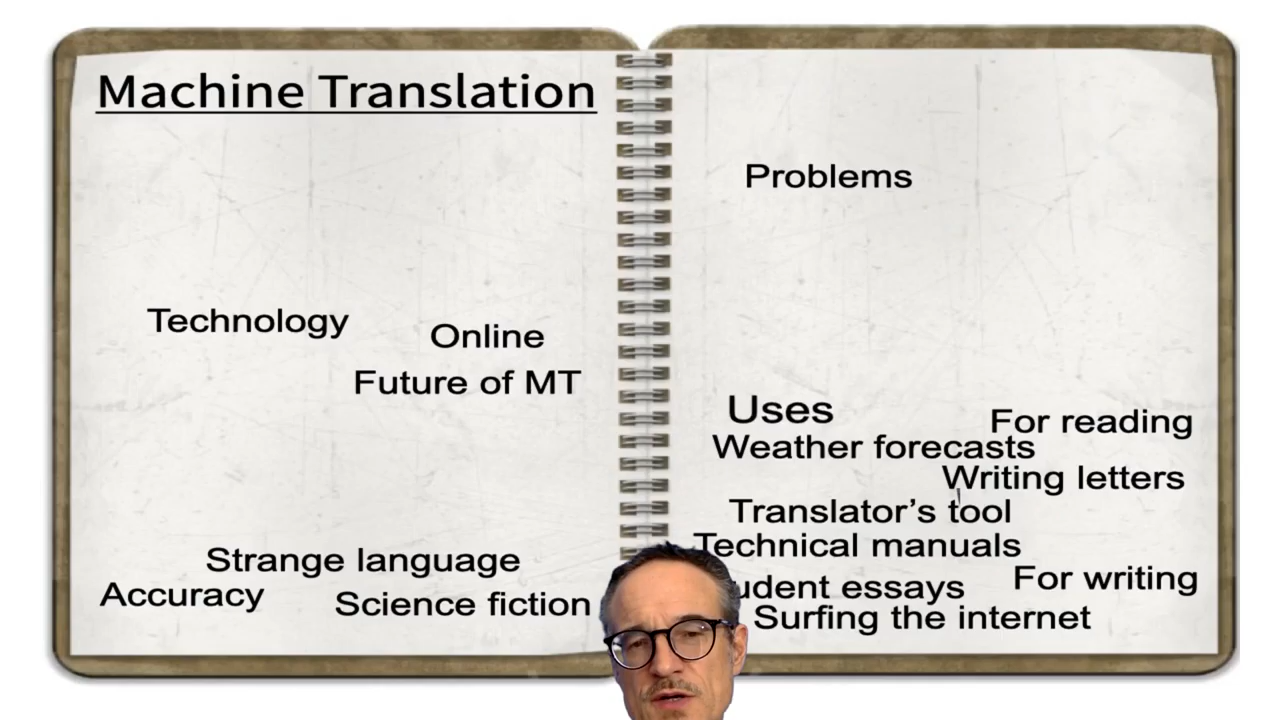 Machine Translation
Technology
Online
Future of MT
Strange language
Accuracy
Science fiction
Problems
Uses
For reading
Weather forecasts
Writing letters
Translator's tool
Technical manuals
essays
For writing
Surfing the internet